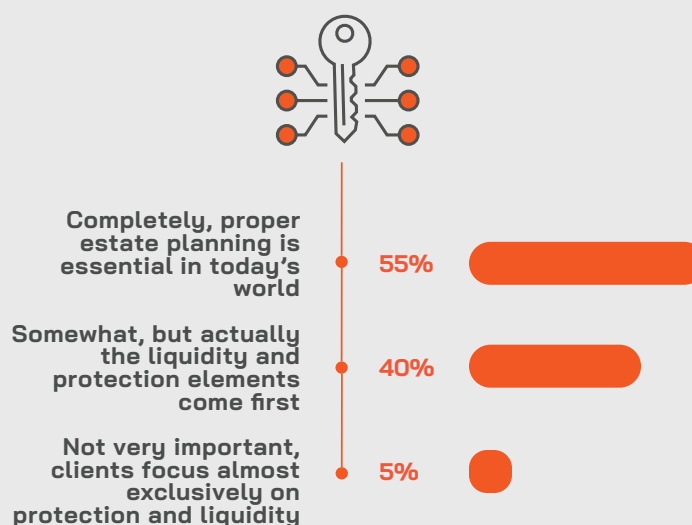 Completely, proper
estate planning is
essential in today's
world
55%
Somewhat, but actually
the liquidity and
protection elements
come first
40%
Not very important,
clients focus almost
exclusively on
protection and liquidity
5%